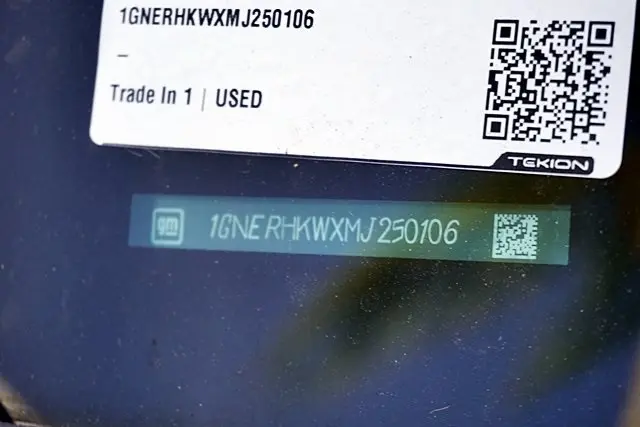 1GNERHKWXMJ250106
–
Trade In 1 | USED
TEKION
gm 1GNERHKWXMJ250106